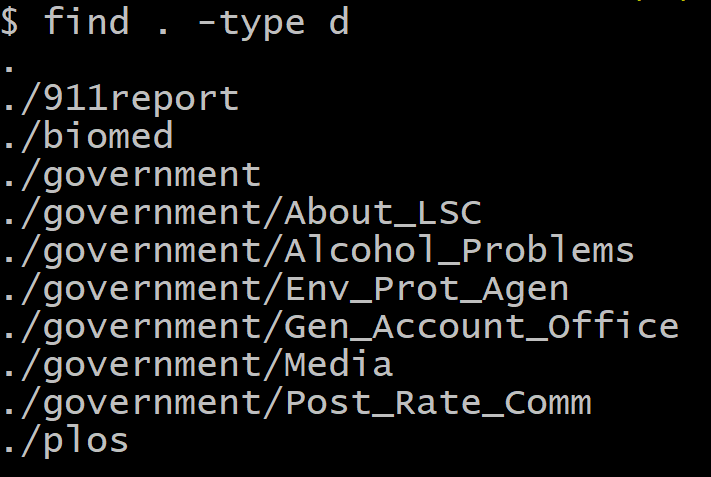 $ find . -type d
.
./911report
./biomed
./government
./government/About_LSC
./government/Alcohol_Problems
./government/Env_Prot_Agen
./government/Gen_Account_Office
./government/Media
./government/Post_Rate_Comm
./plos